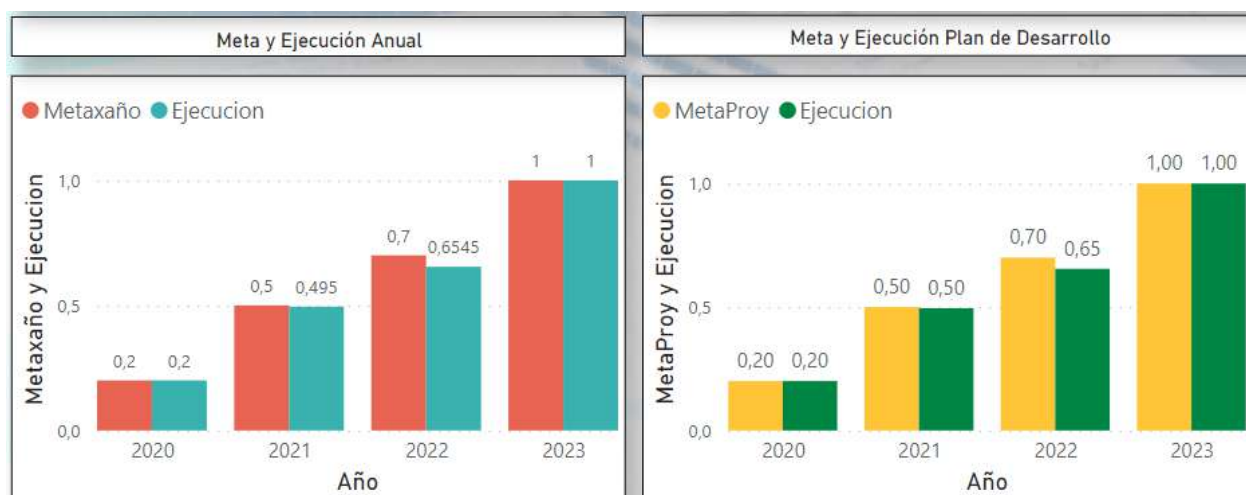 Meta y Ejecución Anual
Metaxaño Ejecucion
Metaxaño y Ejecucion
1,0
0,5
0,0
0,2 0,2
0,5 0,495
0,7 0,6545
1 1
2020 2021 2022 2023
Año
Meta y Ejecución Plan de Desarrollo
MetaProy Ejecucion
MetaProy y Ejecucion
1,0
0,5
0,0
0,20 0,20
0,50 0,50
0,70 0,65
1,00 1,00
2020 2021 2022 2023
Año